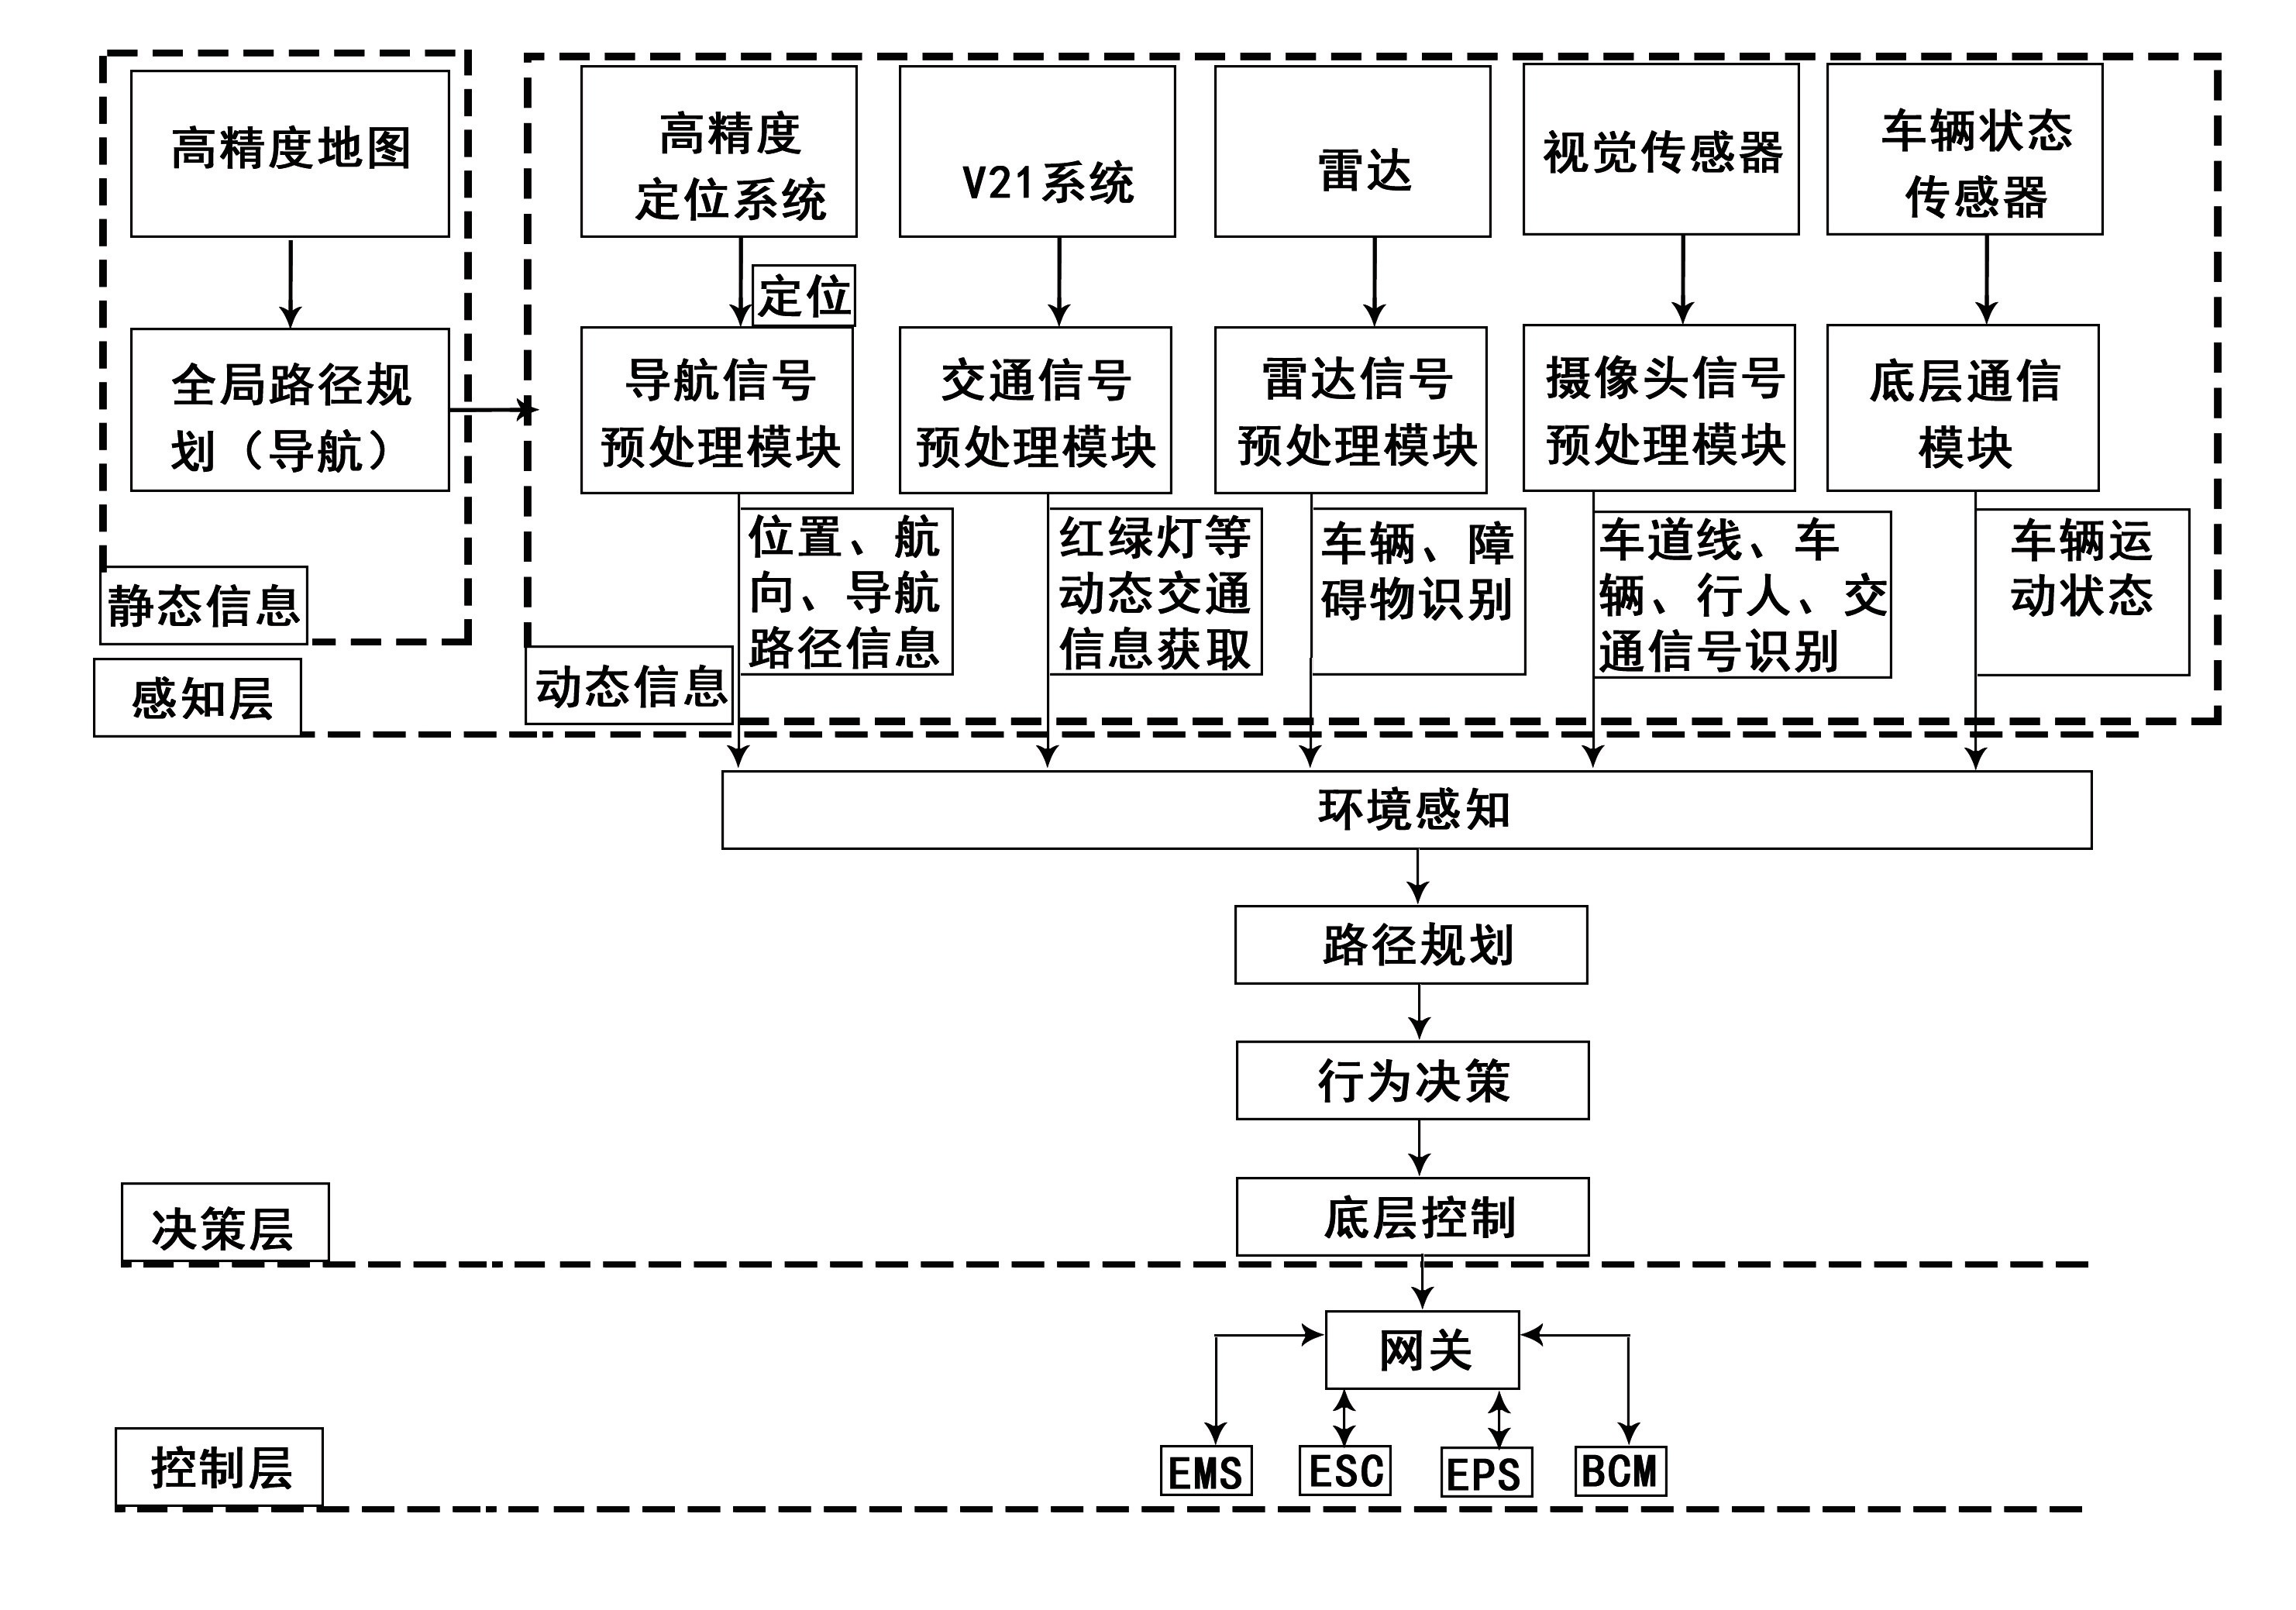 高精度地图
高精度
定位系统
V21系统
雷达
视觉传感器
车辆状态
传感器
定位
全局路径规
划（导航）
导航信号
预处理模块
交通信号
预处理模块
雷达信号
预处理模块
摄像头信号
预处理模块
底层通信
模块
位置、航
向、导航
路径信息
红绿灯等
动态交通
信息获取
车辆、障
碍物识别
车道线、车
辆、行人、交
通信号识别
车辆运
动状态
静态信息
动态信息
感知层
环境感知
路径规划
行为决策
底层控制
决策层
网关
控制层
EMS
ESC
EPS
BCM